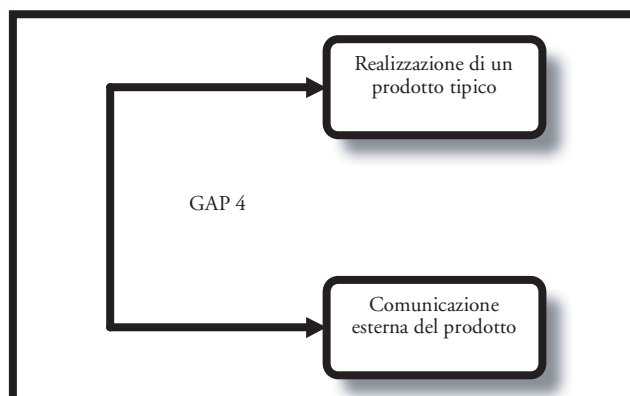 Realizzazione di un
prodotto tipico
GAP 4
Comunicazione
esterna del prodotto